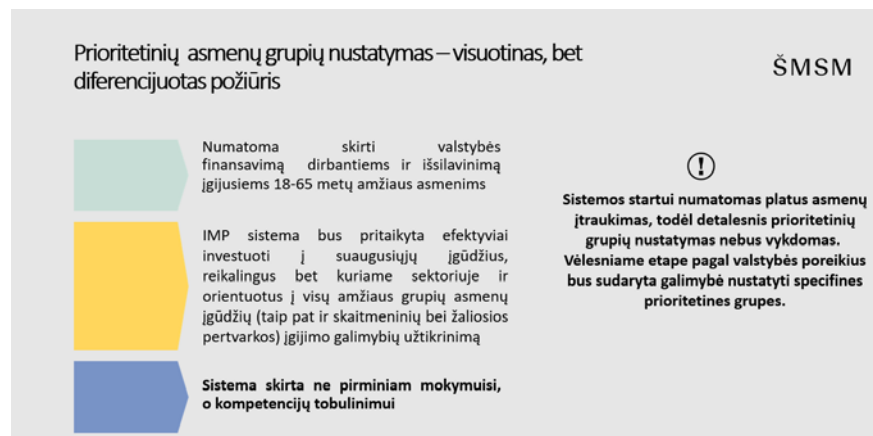 Prioritetinių asmenų grupių nustatymas – visuotinas, bet
diferencijuotas požiūris
ŠMSM
Numatoma skirti valstybės
finansavimą dirbantiems ir išsilavinimą
įgijusiems 18-65 metų amžiaus asmenims
IMP sistema bus pritaikyta efektyviai
investuoti į suaugusiųjų įgūdžius,
reikalingus bet kuriame sektoriuje ir
orientuotus į visų amžiaus grupių asmenų
įgūdžių (taip pat ir skaitmeninių bei žaliosios
pertvarkos) įgijimo galimybių užtikrinimą
Sistema skirta ne pirminiam mokymuisi,
o kompetencijų tobulinimui
!
Sistemos startui numatomas platus asmenų
įtraukimas, todėl detalesnis prioritetinių
grupių nustatymas nebus vykdomas.
Vėlesniame etape pagal valstybės poreikius
bus sudaryta galimybė nustatyti specifines
prioritetines grupes.